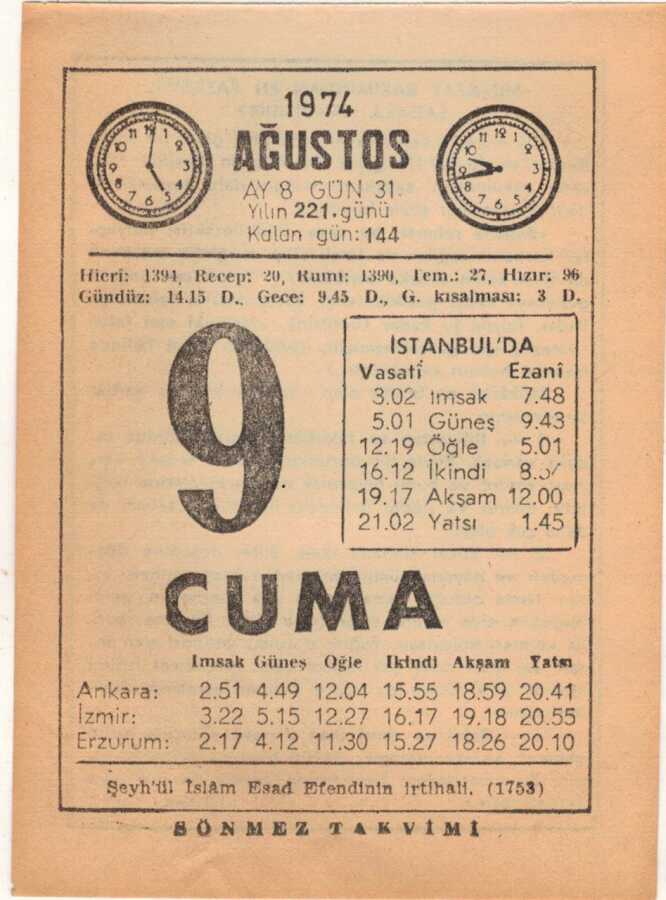 1974
AĞUSTOS
AY 8 GÜN 31.
Yılın 221.günü
Kalan gün:144
Hicrî: 1394, Recep: 20, Rumî: 1390, Tem.: 27, Hızır: 96
Gündüz: 14.15 D., Gece: 9.45 D., G. kısalması: 3 D.
9
İSTANBUL'DA
Vasatî Ezanî
3.02 İmsak 7.48
5.01 Güneş 9.43
12.19 Öğle 5.01
16.12 İkindi
19.17 Akşam 12.00
21.02 Yatsı 1.45
CUMA
İmsak Güneş Öğle İkindi Akşam Yatsı
Ankara: 2.51 4.49 12.04 15.55 18.59 20.41
İzmir: 3.22 5.15 12.27 16.17 19.18 20.55
Erzurum: 2.17 4.12 11.30 15.27 18.26 20.10
Şeyh'ül İslâm Esad Efendinin irtihali. (1753)
SÖNMEZ TAKVİMİ